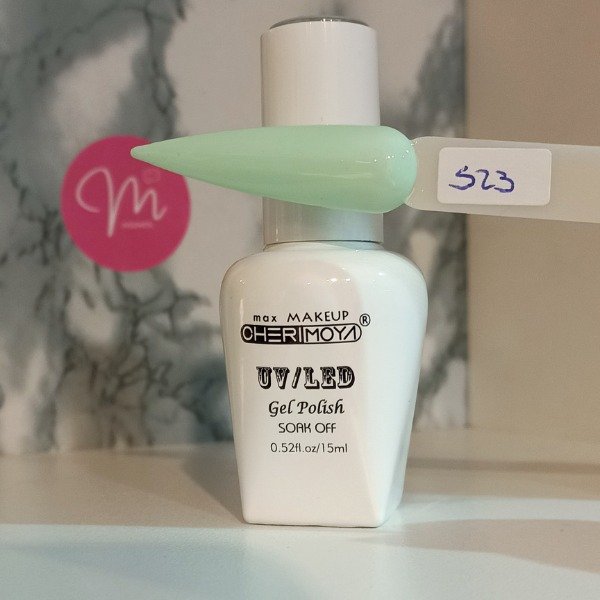 m
523
max MAKEUP
CHERIMOYA®
UV/LED
Gel Polish
SOAK OFF
0.52fl.oz/15ml